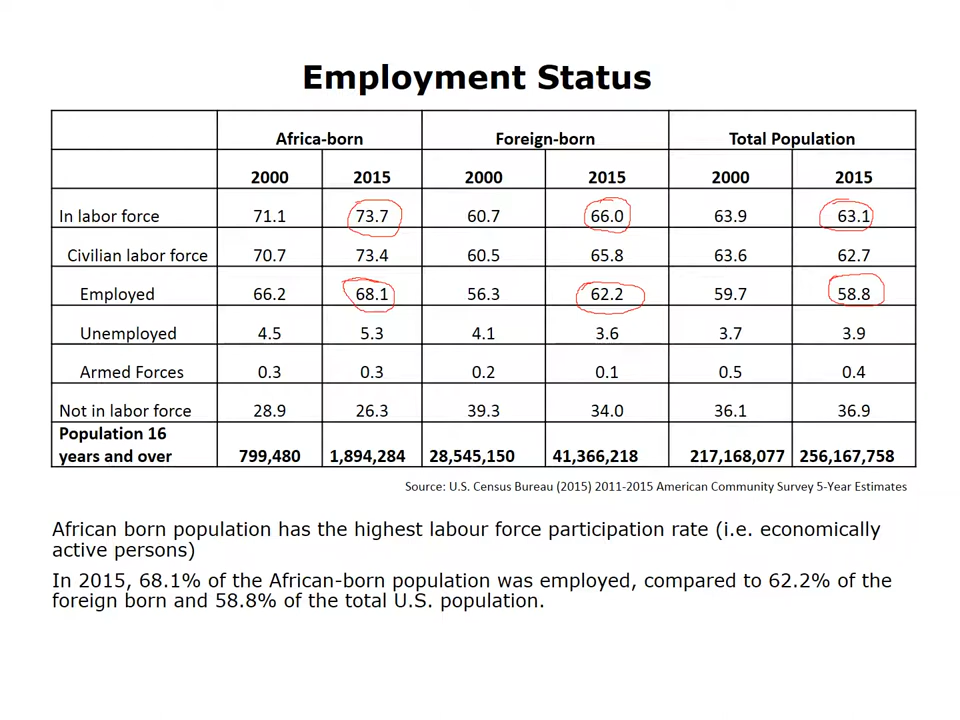 Employment Status
Africa-born Foreign-born Total Population
2000 2015 2000 2015 2000 2015
In labor force 71.1 73.7 60.7 66.0 63.9 63.1
Civilian labor force 70.7 73.4 60.5 65.8 63.6 62.7
Employed 66.2 68.1 56.3 62.2 59.7 58.8
Unemployed 4.5 5.3 4.1 3.6 3.7 3.9
Armed Forces 0.3 0.3 0.2 0.1 0.5 0.4
Not in labor force 28.9 26.3 39.3 34.0 36.1 36.9
Population 16
years and over 799,480 1,894,284 28,545,150 41,366,218 217,168,077 256,167,758
Source: U.S. Census Bureau (2015) 2011-2015 American Community Survey 5-Year Estimates
African born population has the highest labour force participation rate (i.e. economically
active persons)
In 2015, 68.1% of the African-born population was employed, compared to 62.2% of the
foreign born and 58.8% of the total U.S. population.